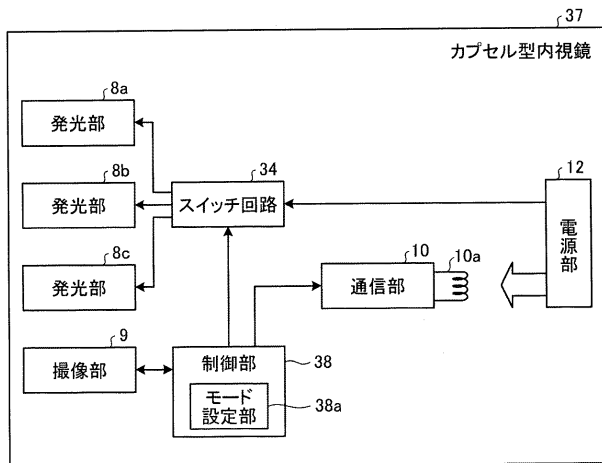 37
カプセル型内視鏡
8a
発光部
8b
発光部
8c
発光部
34
スイッチ回路
12
電源部
10
10a
通信部
9
撮像部
制御部
38
モード
設定部
38a